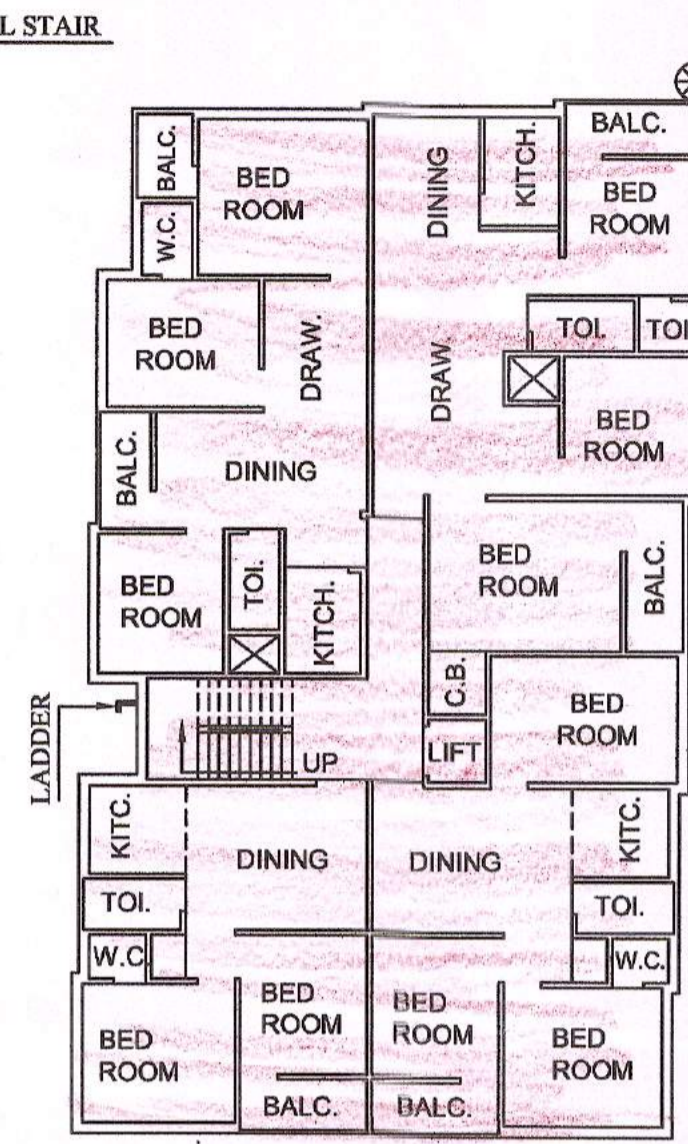 L STAIR
BALC.
BED
ROOM
DINING
KITCH.
BALC.
BED
ROOM
W.C.
BED
ROOM
DRAW.
DRAW
TOI.
TOI
BED
ROOM
BALC.
DINING
BED
ROOM
TOI.
KITCH.
BED
ROOM
BALC.
C.B.
BED
ROOM
LADDER
UP
LIFT
KITC.
DINING
DINING
KITC.
TOI.
TOI.
W.C
W.C.
BED
ROOM
BED
ROOM
BED
ROOM
BED
ROOM
BALC.
BALC.